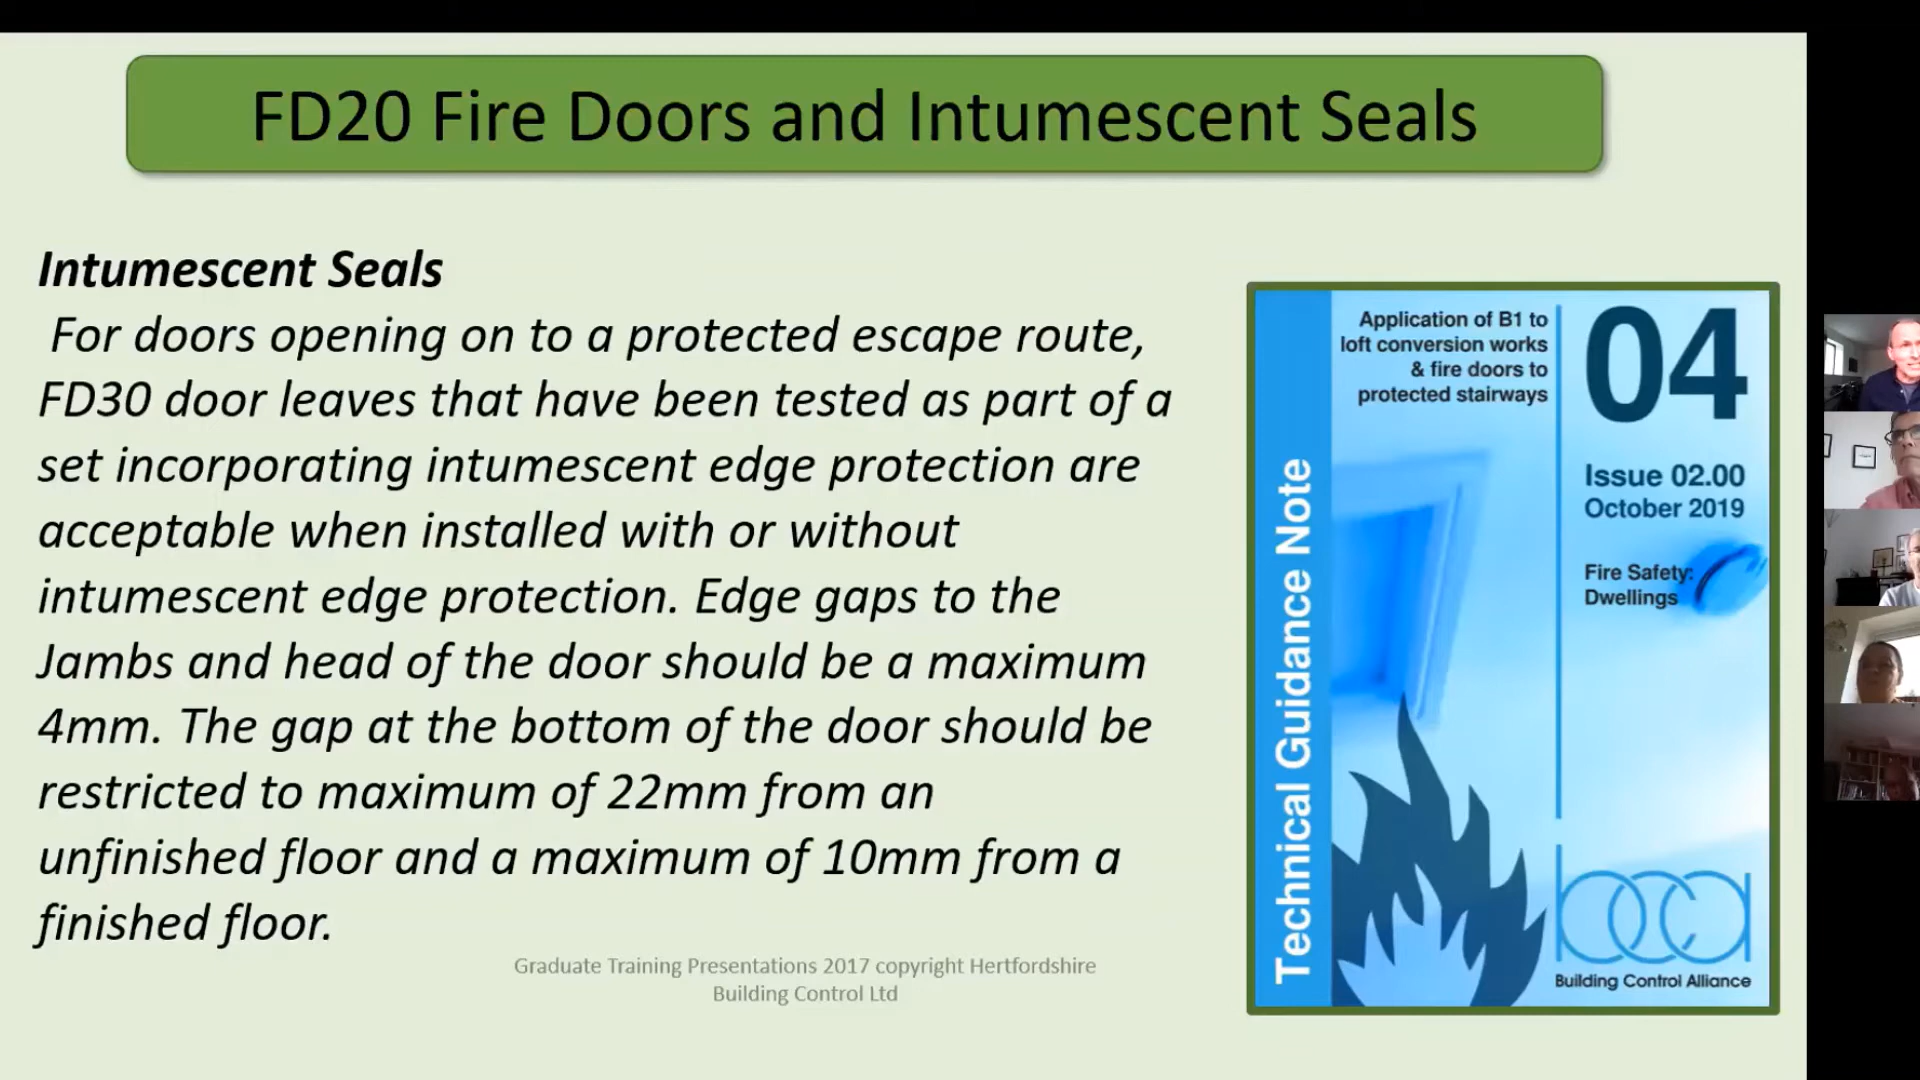 FD20 Fire Doors and Intumescent Seals
Intumescent Seals
For doors opening on to a protected escape route,
FD30 door leaves that have been tested as part of a
set incorporating intumescent edge protection are
acceptable when installed with or without
intumescent edge protection. Edge gaps to the
Jambs and head of the door should be a maximum
4mm. The gap at the bottom of the door should be
restricted to maximum of 22mm from an
unfinished floor and a maximum of 10mm from a
finished floor.
Graduate Training Presentations 2017 copyright Hertfordshire
Building Control Ltd
Technical Guidance Note
Application of B1 to
loft conversion works
& fire doors to
protected stairways
04
Issue 02.00
October 2019
Fire Safety:
Dwellings
bca
Building Control Alliance